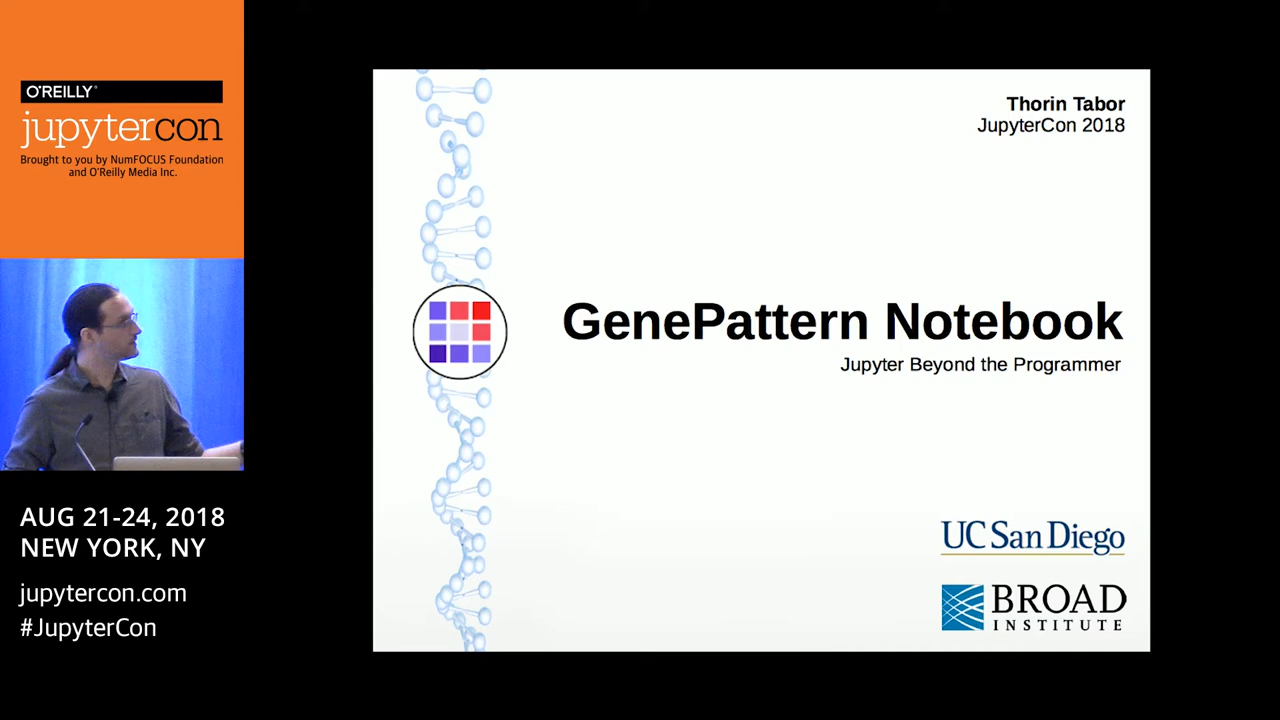 O'REILLY®
jupytercon
Brought to you by NumFOCUS Foundation
and O'Reilly Media Inc.
AUG 21-24, 2018
NEW YORK, NY
jupytercon.com
#JupyterCon
Thorin Tabor
JupyterCon 2018
GenePattern Notebook
Jupyter Beyond the Programmer
UC San Diego
BROAD
INSTITUTE